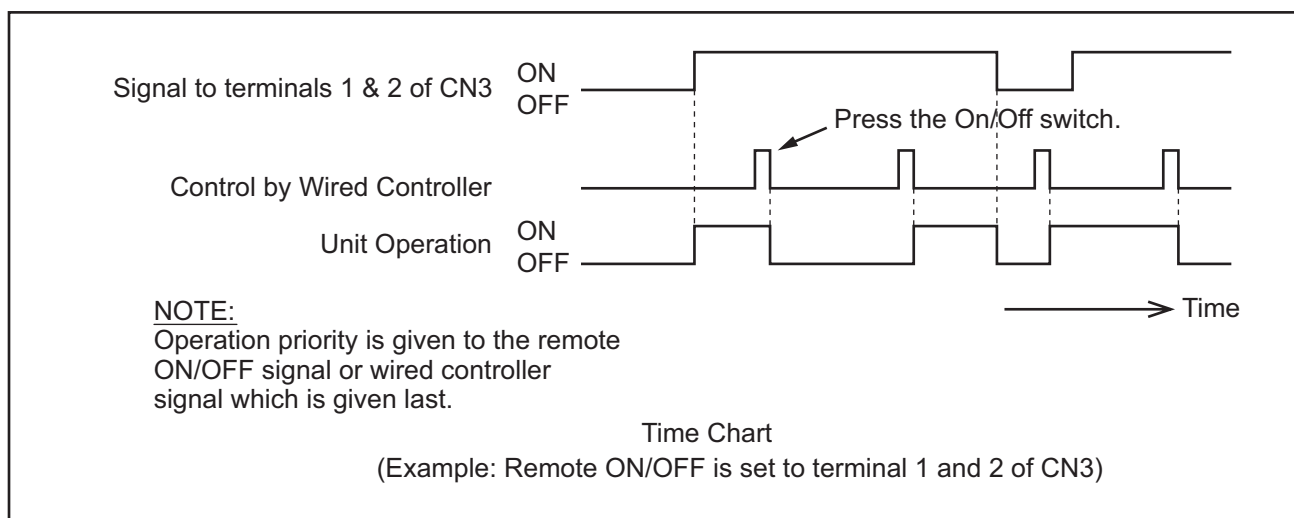 Signal to terminals 1 & 2 of CN3
ON
OFF
Press the On/Off switch.
Control by Wired Controller
Unit Operation
ON
OFF
Time
NOTE:
Operation priority is given to the remote
ON/OFF signal or wired controller
signal which is given last.
Time Chart
(Example: Remote ON/OFF is set to terminal 1 and 2 of CN3)